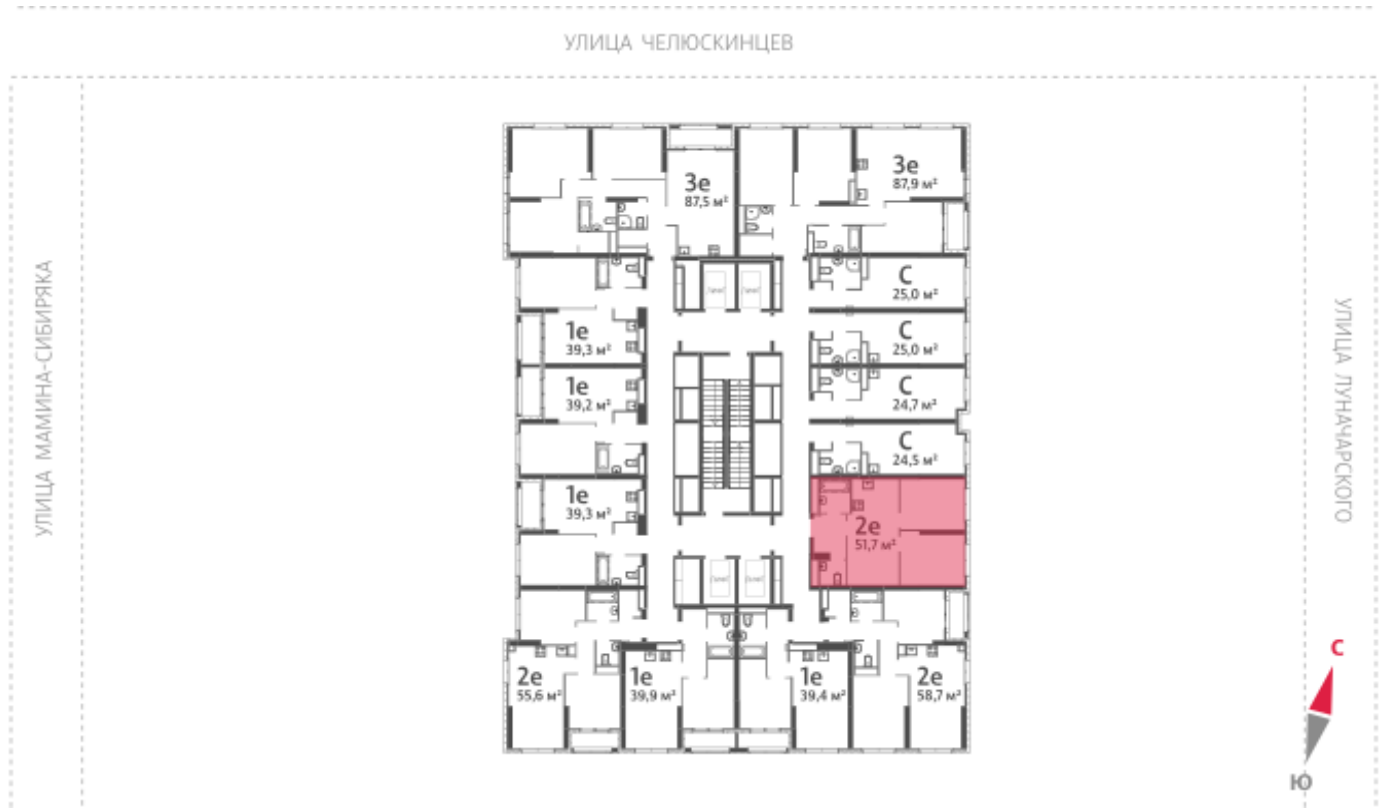 УЛИЦА ЧЕЛЮСКИНЦЕВ
УЛИЦА МАМИНА-СИБИРЯКА
УЛИЦА ЛУНАЧАРСКОГО
3е
87,5 м²
3е
87,9 м²
С
25,0 м²
С
25,0 м²
С
24,7 м²
С
24,5 м²
1е
39,3 м²
1е
39,2 м²
1е
39,3 м²
2е
51,7 м²
2е
55,6 м²
1е
39,9 м²
1е
39,4 м²
2е
58,7 м²
С
Ю